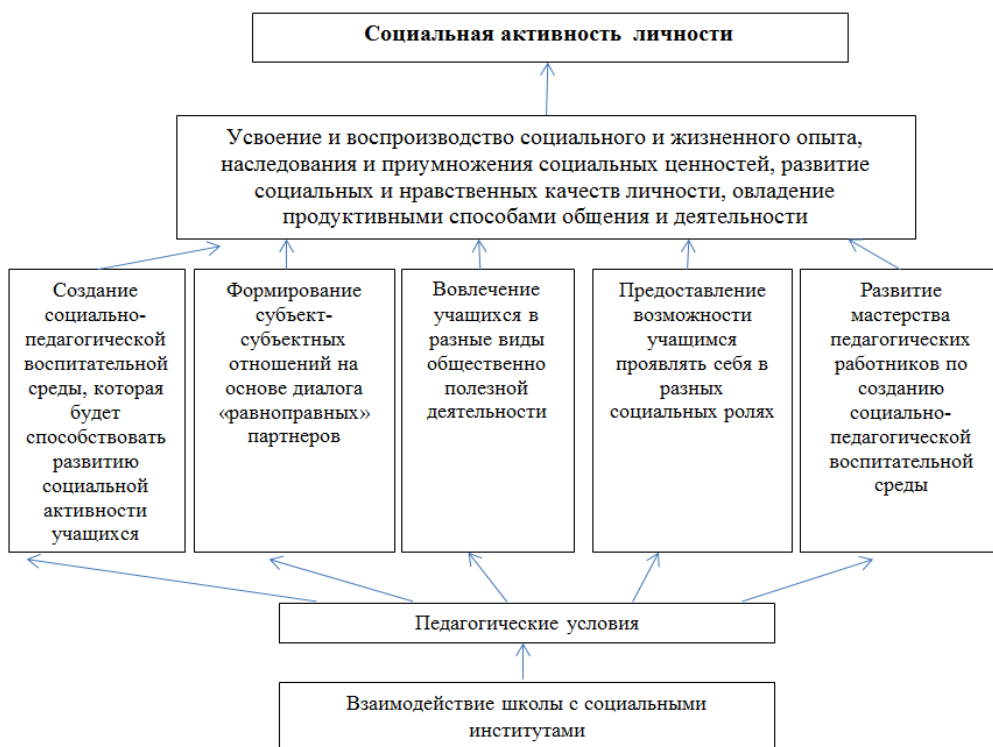 Социальная активность личности
Усвоение и воспроизводство социального и жизненного опыта,
наследования и приумножения социальных ценностей, развитие
социальных и нравственных качеств личности, овладение
продуктивными способами общения и деятельности
Создание
социально-
педагогической
воспитательной
среды, которая
будет
способствовать
развитию
социальной
активности
учащихся
Формирование
субъект-
субъектных
отношений на
основе диалога
«равноправных»
партнеров
Вовлечение
учащихся в
разные виды
общественно
полезной
деятельности
Предоставление
возможности
учащимся
проявлять себя в
разных
социальных ролях
Развитие
мастерства
педагогических
работников по
созданию
социально-
педагогической
воспитательной
среды
Педагогические условия
Взаимодействие школы с социальными
институтами